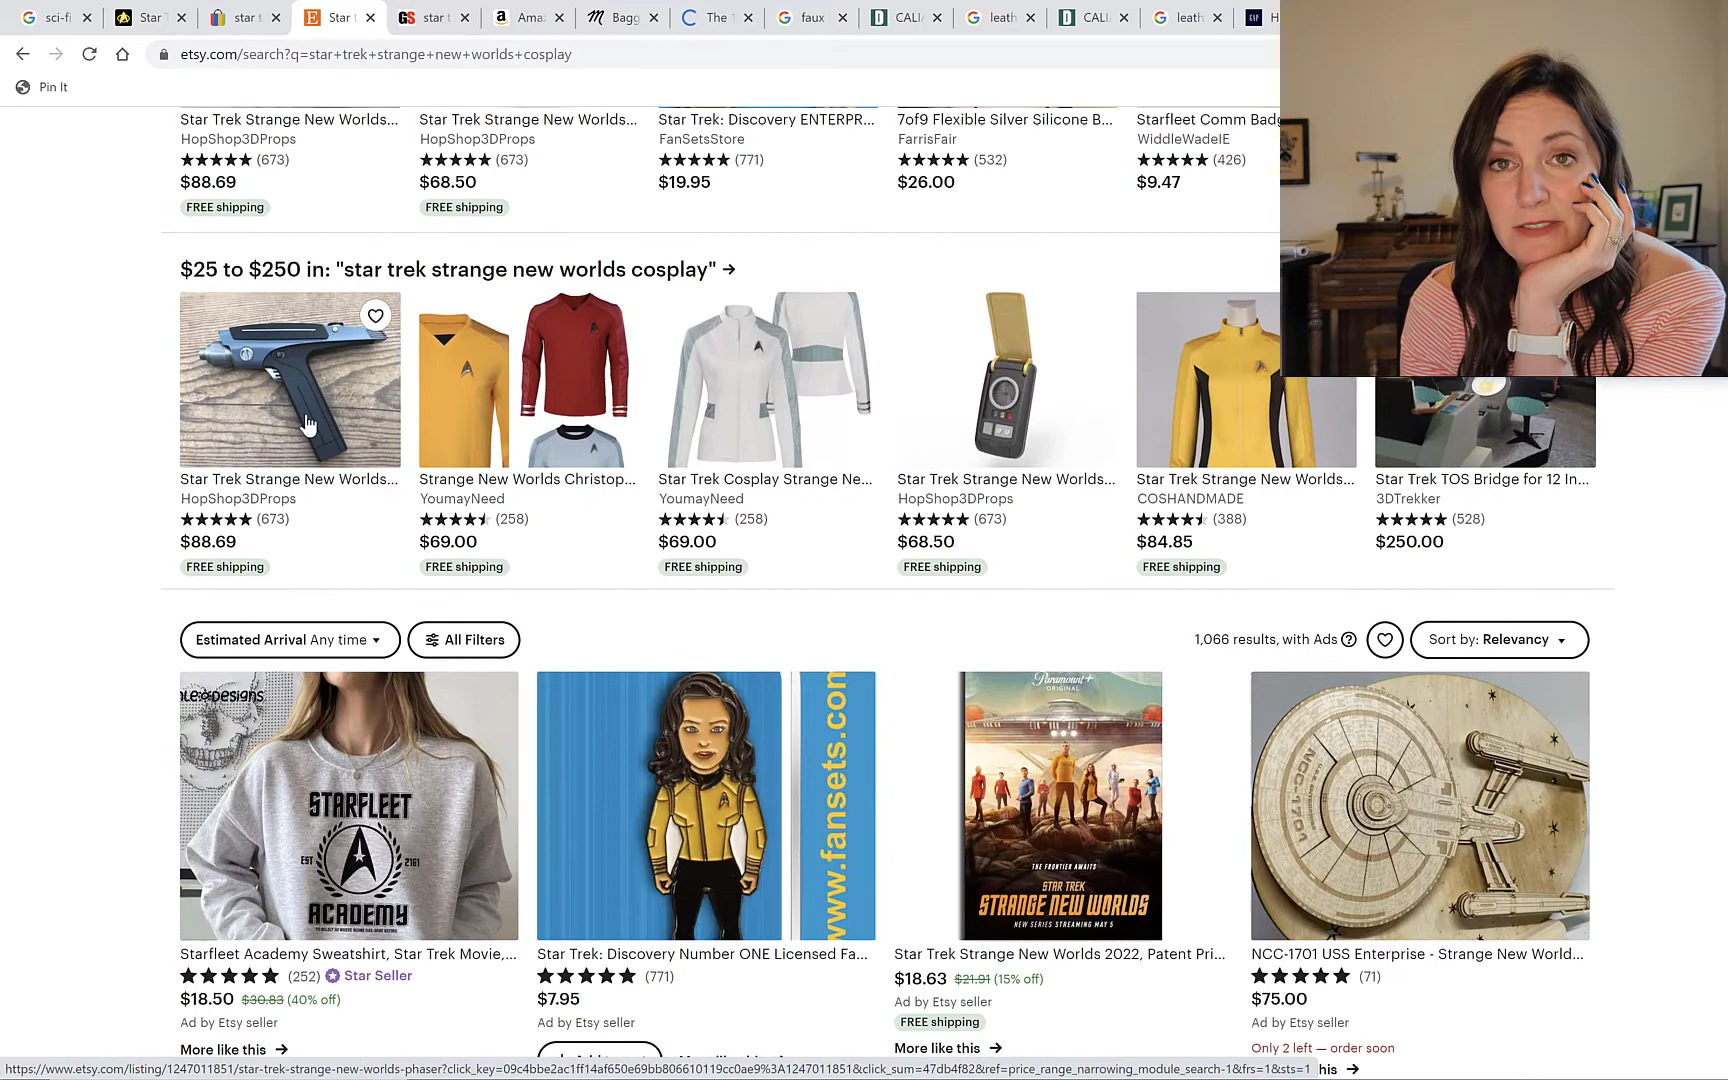 sci-fi
Star T
star t
Star t
star t
Amaz
Bagg
The "
faux
CALI
leath
CALI
leath
GAP
H
etsy.com/search?q=star+trek+strange+new+worlds+cosplay
Pin It
Star Trek Strange New Worlds...
HopShop3DProps
(673)
$88.69
FREE shipping
Star Trek Strange New Worlds...
HopShop3DProps
(673)
$68.50
FREE shipping
Star Trek: Discovery ENTERPR...
FanSetsStore
(771)
$19.95
7of9 Flexible Silver Silicone B...
FarrisFair
(532)
$26.00
Starfleet Comm Badg
WiddleWadeIE
(426)
$9.47
$25 to $250 in: "star trek strange new worlds cosplay" →
Star Trek Strange New Worlds...
HopShop3DProps
(673)
$88.69
FREE shipping
Strange New Worlds Christop...
YoumayNeed
(258)
$69.00
FREE shipping
Star Trek Cosplay Strange Ne...
YoumayNeed
(258)
$69.00
FREE shipping
Star Trek Strange New Worlds...
HopShop3DProps
(673)
$68.50
FREE shipping
Star Trek Strange New Worlds...
COSHANDMADE
(388)
$84.85
FREE shipping
Star Trek TOS Bridge for 12 In...
3DTrekker
(528)
$250.00
Estimated Arrival Any time
All Filters
1,066 results, with Ads
Sort by: Relevancy
STARFLEET
EST 2161
ACADEMY
www.fansets.com
Paramount+
ORIGINAL
THE FRONTIER AWAITS
STAR TREK
STRANGE NEW WORLDS
NEW SERIES STREAMING MAY 5
NCC-1701
Starfleet Academy Sweatshirt, Star Trek Movie,...
(252) Star Seller
$18.50 $30.83 (40% off)
Ad by Etsy seller
More like this →
Star Trek: Discovery Number ONE Licensed Fa...
(771)
$7.95
Ad by Etsy seller
Star Trek Strange New Worlds 2022, Patent Pri...
$18.63 $21.91 (15% off)
Ad by Etsy seller
FREE shipping
More like this →
NCC-1701 USS Enterprise - Strange New World...
(71)
$75.00
Ad by Etsy seller
Only 2 left — order soon
his →
https://www.etsy.com/listing/1247011851/star-trek-strange-new-worlds-phaser?click_key=09c4bbe2ac1ff14af650e69bb806610119cc0ae9%3A1247011851&click_sum=47db4f82&ref=price_range_narrowing_module_search-1&frs=1&sts=1